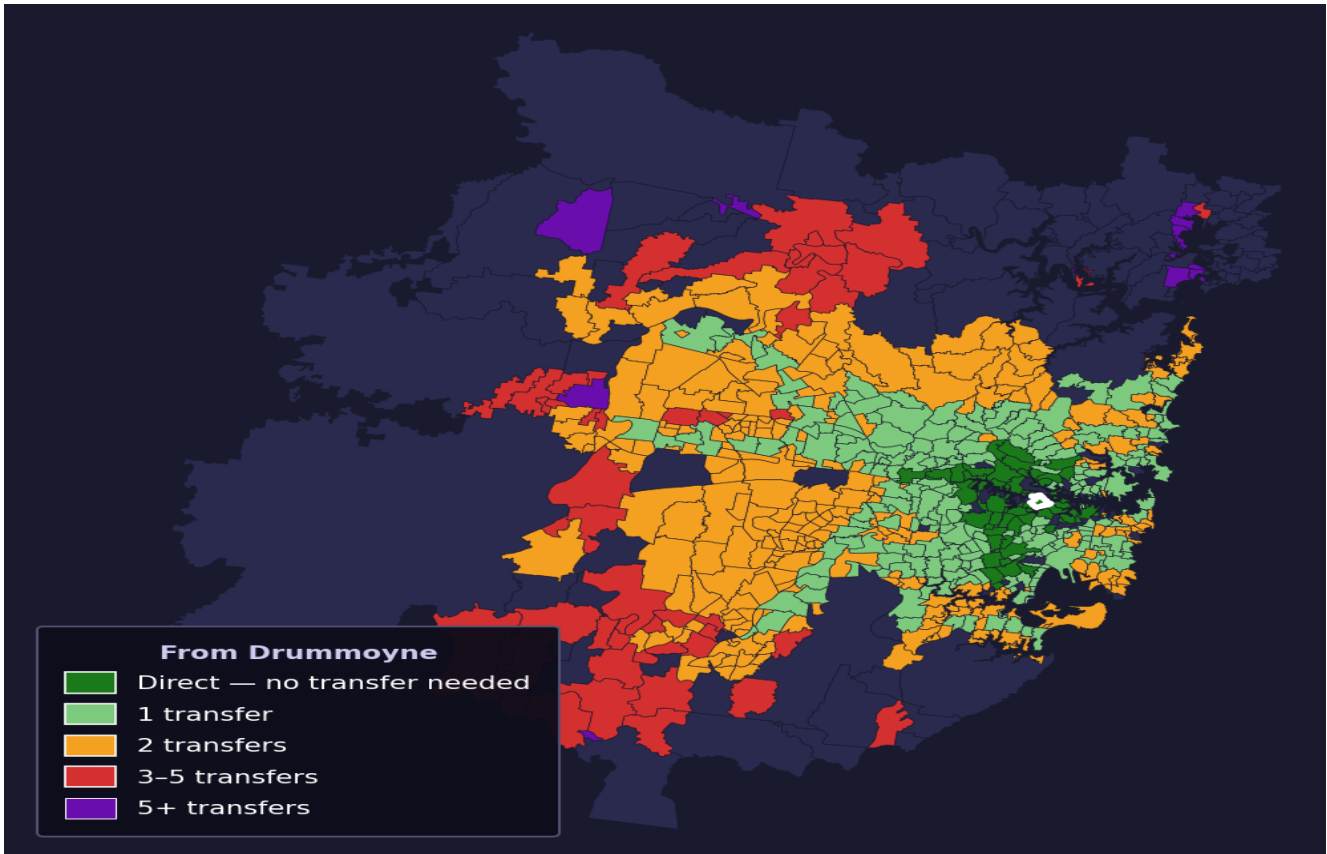 From Drummoyne
Direct — no transfer needed
1 transfer
2 transfers
3–5 transfers
5+ transfers